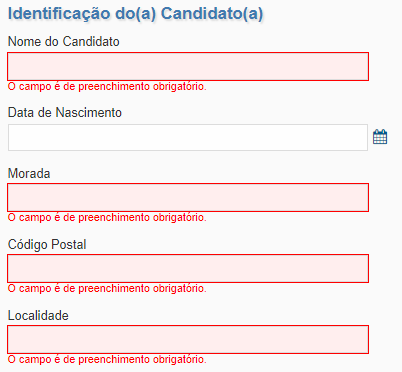 Identificação do(a) Candidato(a)
Nome do Candidato
O campo é de preenchimento obrigatório.
Data de Nascimento
Morada
O campo é de preenchimento obrigatório.
Código Postal
O campo é de preenchimento obrigatório.
Localidade
O campo é de preenchimento obrigatório.